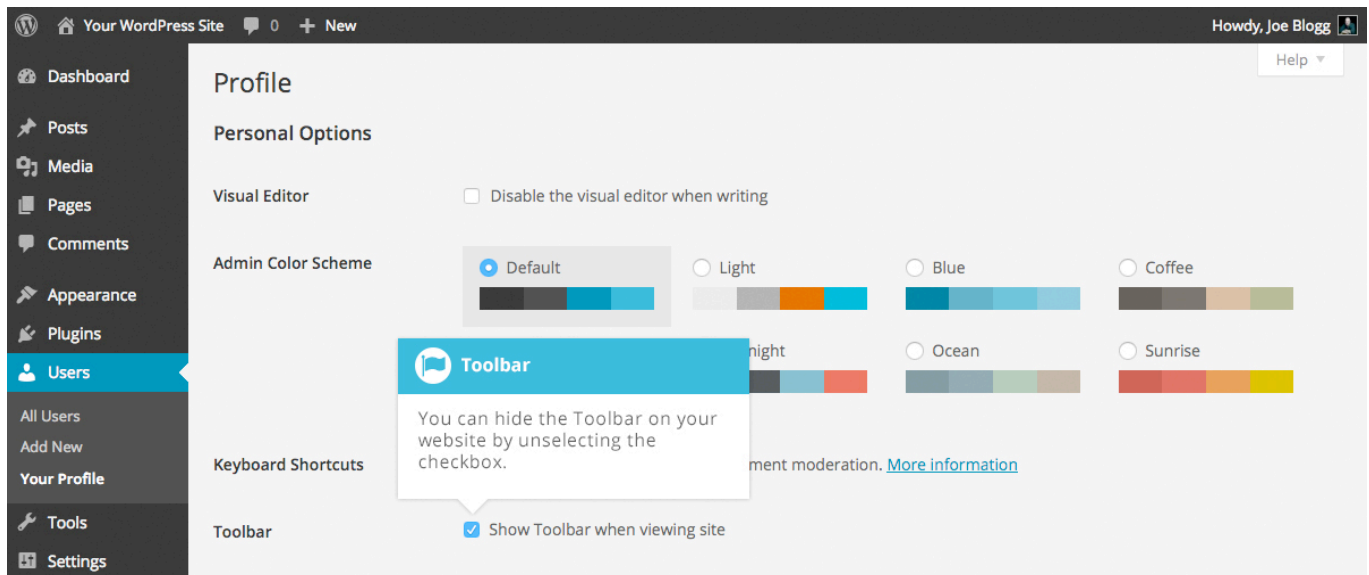 Your WordPress Site 0 + New Howdy, Joe Blogg
Help
Dashboard
Posts
Media
Pages
Comments
Appearance
Plugins
Users
All Users
Add New
Your Profile
Tools
Settings
Profile
Personal Options
Visual Editor Disable the visual editor when writing
Admin Color Scheme
Default Light Blue Coffee
night Ocean Sunrise
Toolbar
You can hide the Toolbar on your
website by unselecting the
checkbox.
Keyboard Shortcuts ment moderation. More information
Toolbar Show Toolbar when viewing site